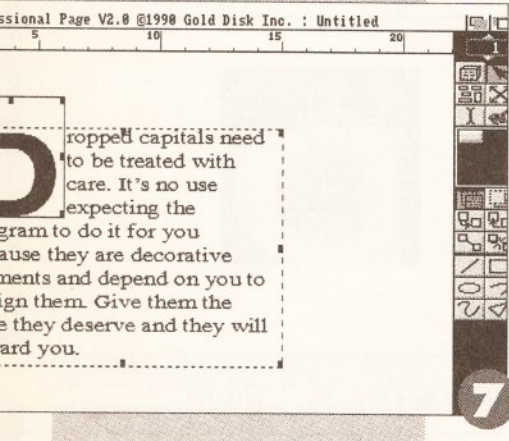 ssional Page V2.0 ©1990 Gold Disk Inc. : Untitled
5 10 15 20
1
D
ropped capitals need
to be treated with
care. It's no use
expecting the
gram to do it for you
ause they are decorative
ments and depend on you to
ign them. Give them the
e they deserve and they will
ard you.
7